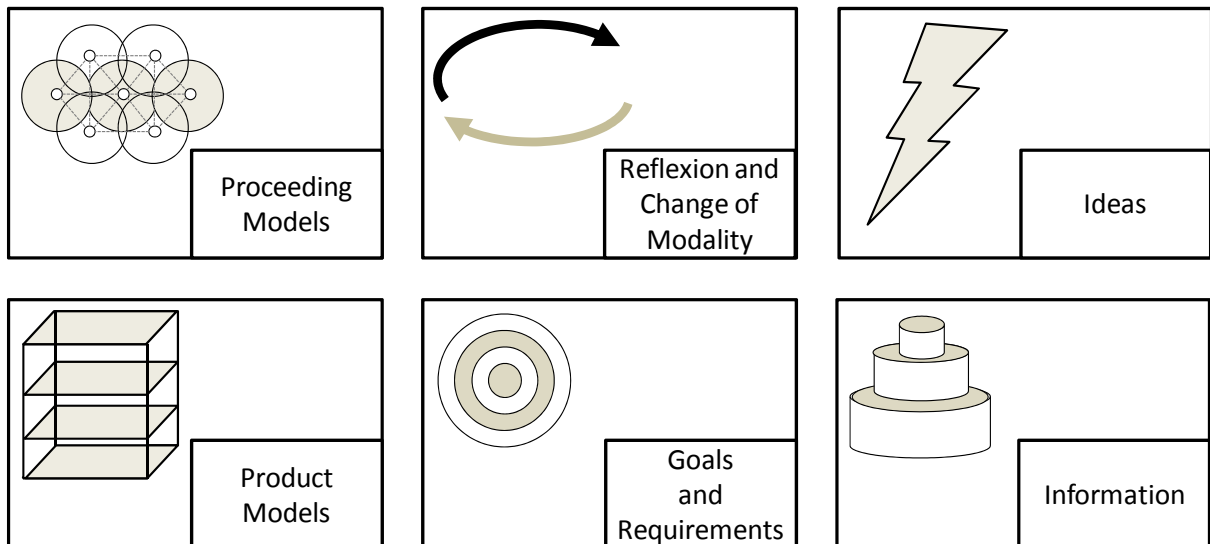 Proceeding
Models
Reflexion and
Change of
Modality
Ideas
Product
Models
Goals
and
Requirements
Information